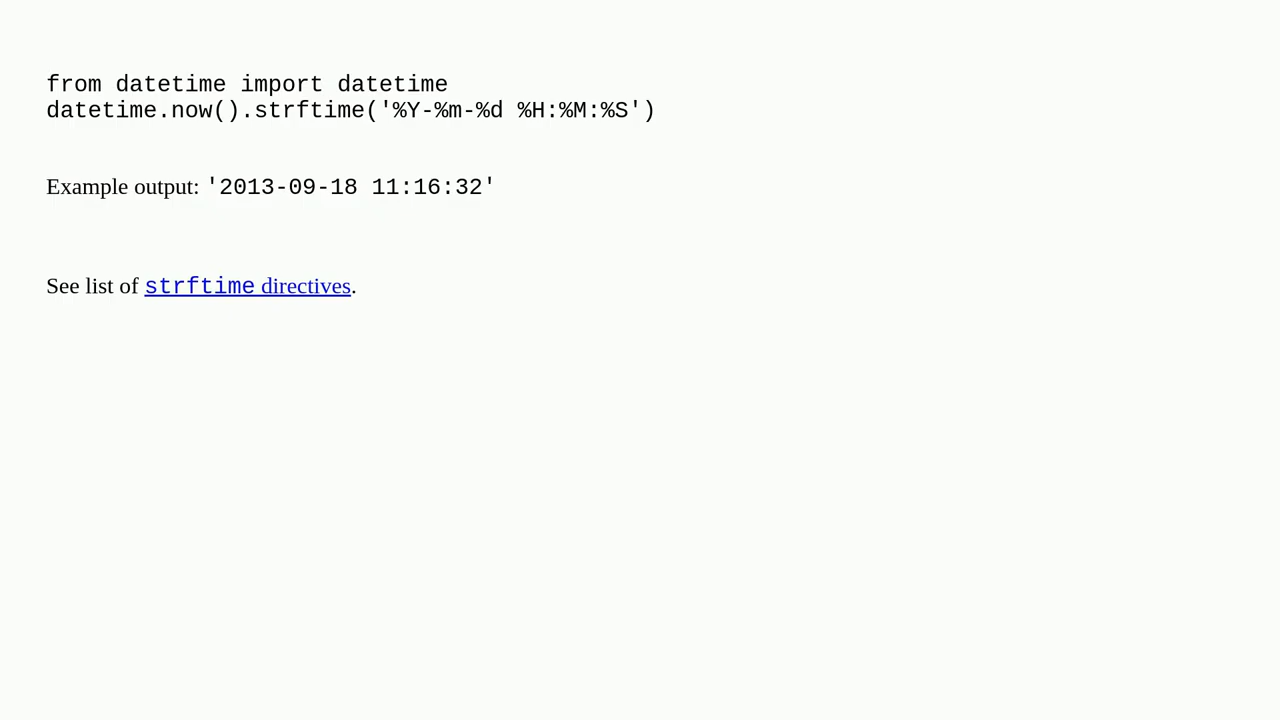 from datetime import datetime
datetime.now().strftime('%Y-%m-%d %H:%M:%S')
Example output: '2013-09-18 11:16:32'
See list of strftime directives.